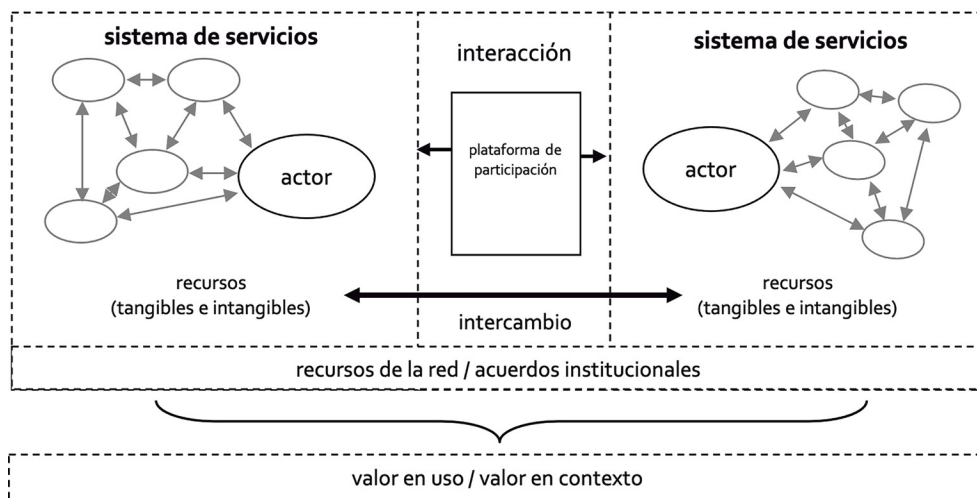 sistema de servicios
actor
recursos
(tangibles e intangibles)
interacción
plataforma de
participación
intercambio
sistema de servicios
actor
recursos
(tangibles e intangibles)
recursos de la red / acuerdos institucionales
valor en uso / valor en contexto